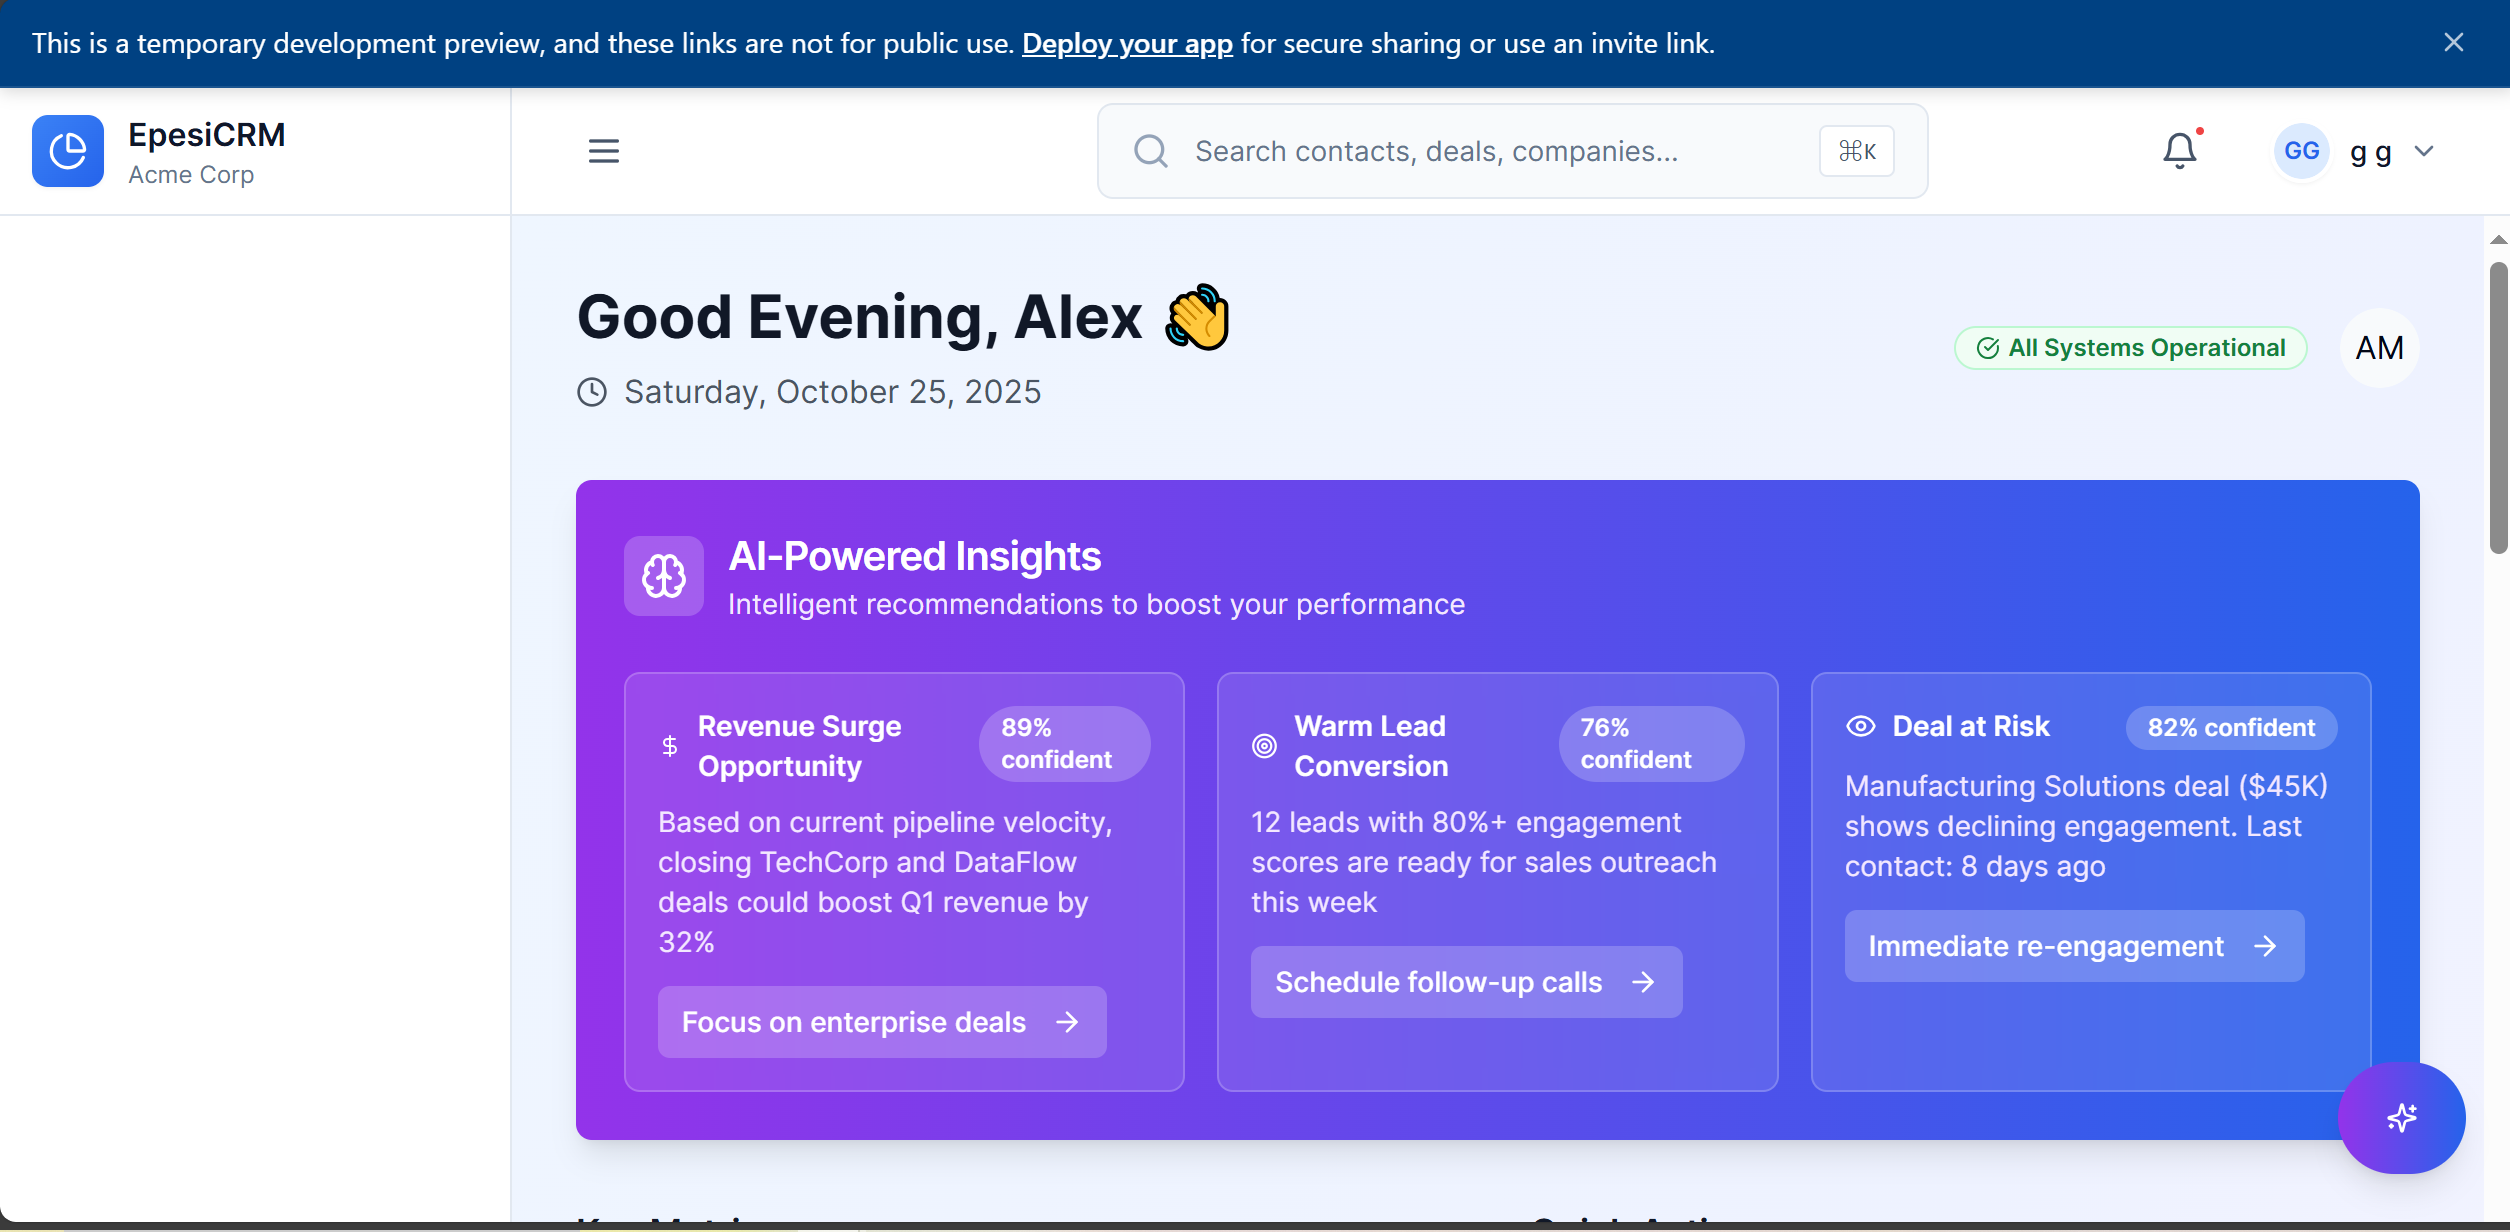 This is a temporary development preview, and these links are not for public use. Deploy your app for secure sharing or use an invite link.
EpesiCRM
Acme Corp
Search contacts, deals, companies...
⌘K
GG
g g
Good Evening, Alex 👋
Saturday, October 25, 2025
All Systems Operational
AM
AI-Powered Insights
Intelligent recommendations to boost your performance
Revenue Surge
Opportunity
89%
confident
Based on current pipeline velocity,
closing TechCorp and DataFlow
deals could boost Q1 revenue by
32%
Focus on enterprise deals
Warm Lead
Conversion
76%
confident
12 leads with 80%+ engagement
scores are ready for sales outreach
this week
Schedule follow-up calls
Deal at Risk
82% confident
Manufacturing Solutions deal ($45K)
shows declining engagement. Last
contact: 8 days ago
Immediate re-engagement